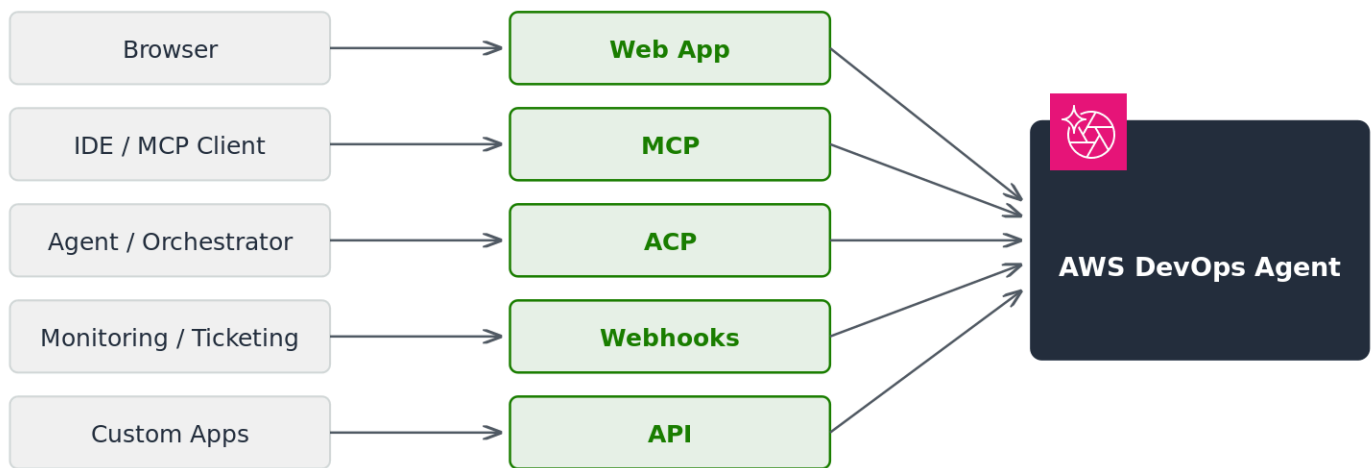 Browser
Web App
IDE / MCP Client
MCP
Agent / Orchestrator
ACP
AWS DevOps Agent
Monitoring / Ticketing
Webhooks
Custom Apps
API